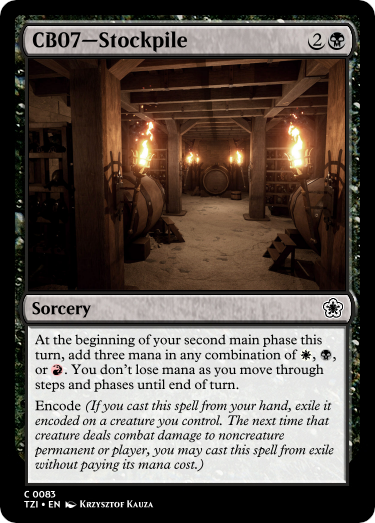 CB07—Stockpile 2
Sorcery
At the beginning of your second main phase this
turn, add three mana in any combination of , ,
or . You don't lose mana as you move through
steps and phases until end of turn.
Encode (If you cast this spell from your hand, exile it
encoded on a creature you control. The next time that
creature deals combat damage to noncreature
permanent or player, you may cast this spell from exile
without paying its mana cost.)
C 0083
TZI • EN Krzysztof Kauza